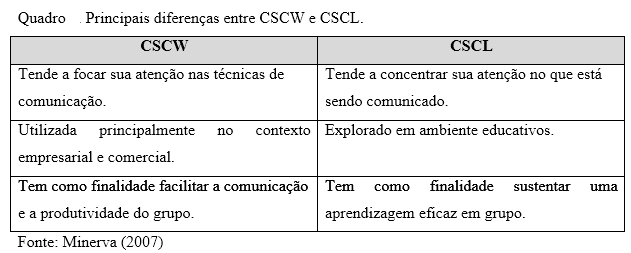 Quadro . Principais diferenças entre CSCW e CSCL.
CSCW
CSCL
Tende a focar sua atenção nas técnicas de
comunicação.
Tende a concentrar sua atenção no que está
sendo comunicado.
Utilizada principalmente no contexto
empresarial e comercial.
Explorado em ambiente educativos.
Tem como finalidade facilitar a comunicação
e a produtividade do grupo.
Tem como finalidade sustentar uma
aprendizagem eficaz em grupo.
Fonte: Minerva (2007)